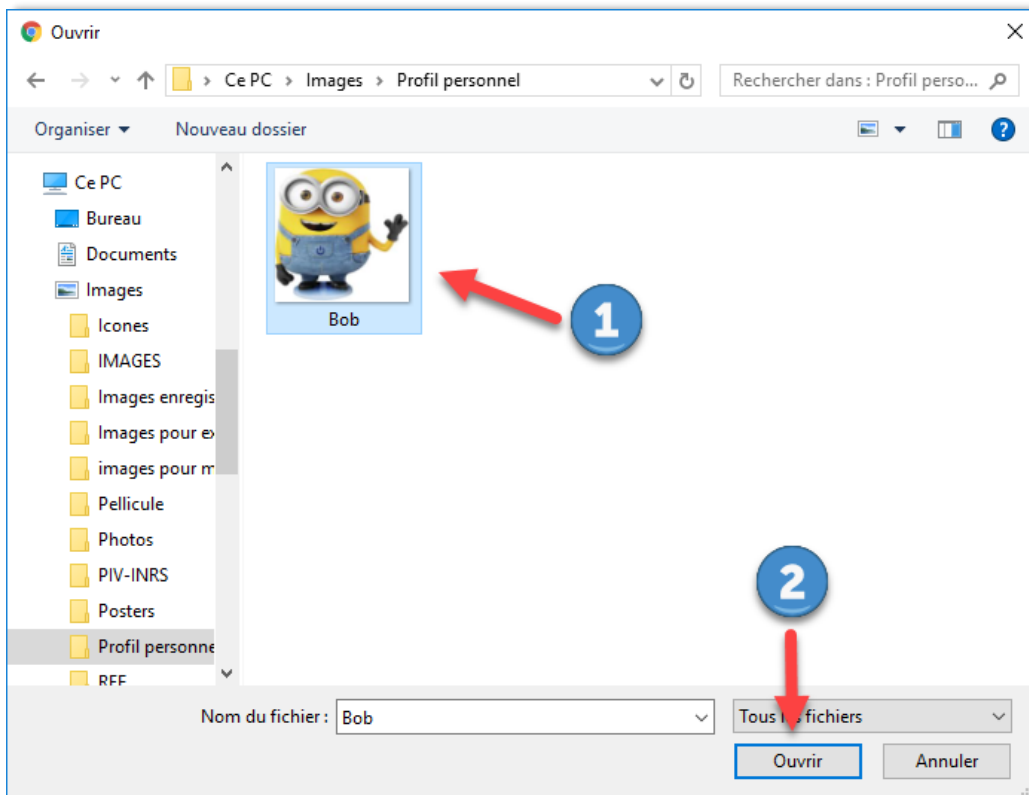 Ouvrir
Ce PC > Images > Profil personnel
Rechercher dans : Profil perso...
Organiser
Nouveau dossier
?
Ce PC
Bureau
Documents
Images
Icones
IMAGES
Images enregis
Images pour ex
images pour m
Pellicule
Photos
PIV-INRS
Posters
Profil personne
REF
Bob
1
2
Nom du fichier : Bob
Tous fichiers
Ouvrir
Annuler